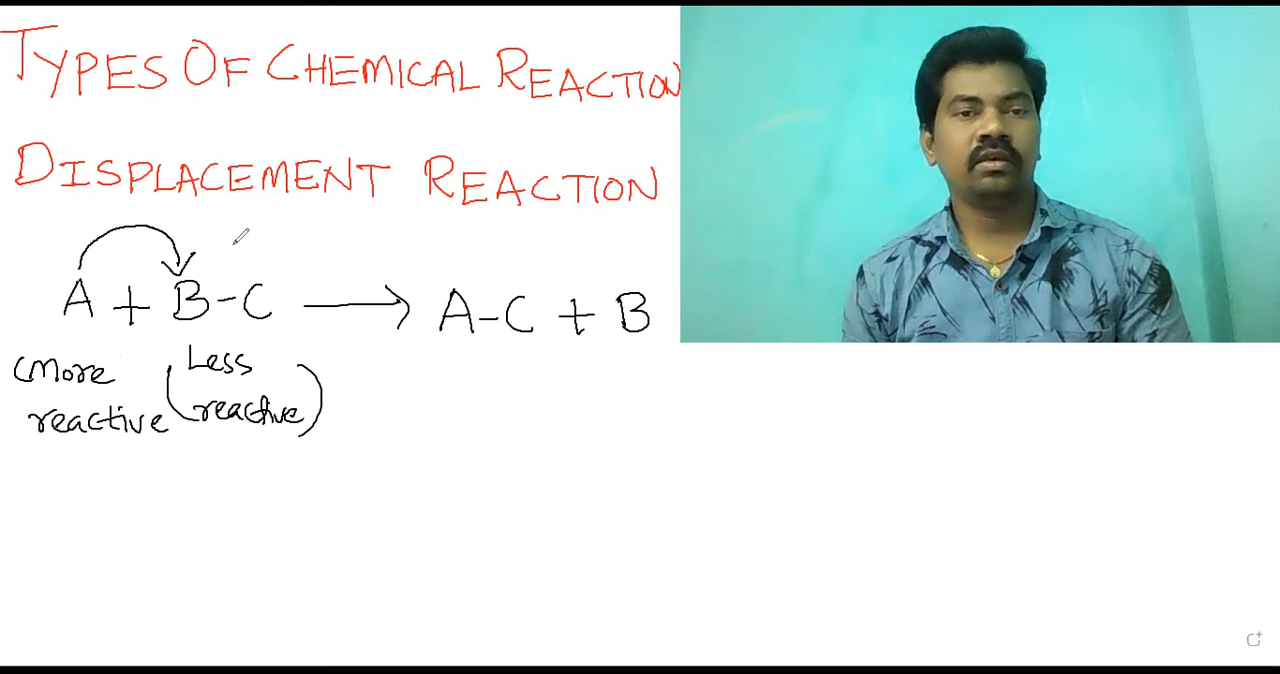 TYPES OF CHEMICAL REACTION
DISPLACEMENT REACTION
A + B-C → A-C + B
(More Less
reactive (reactive)